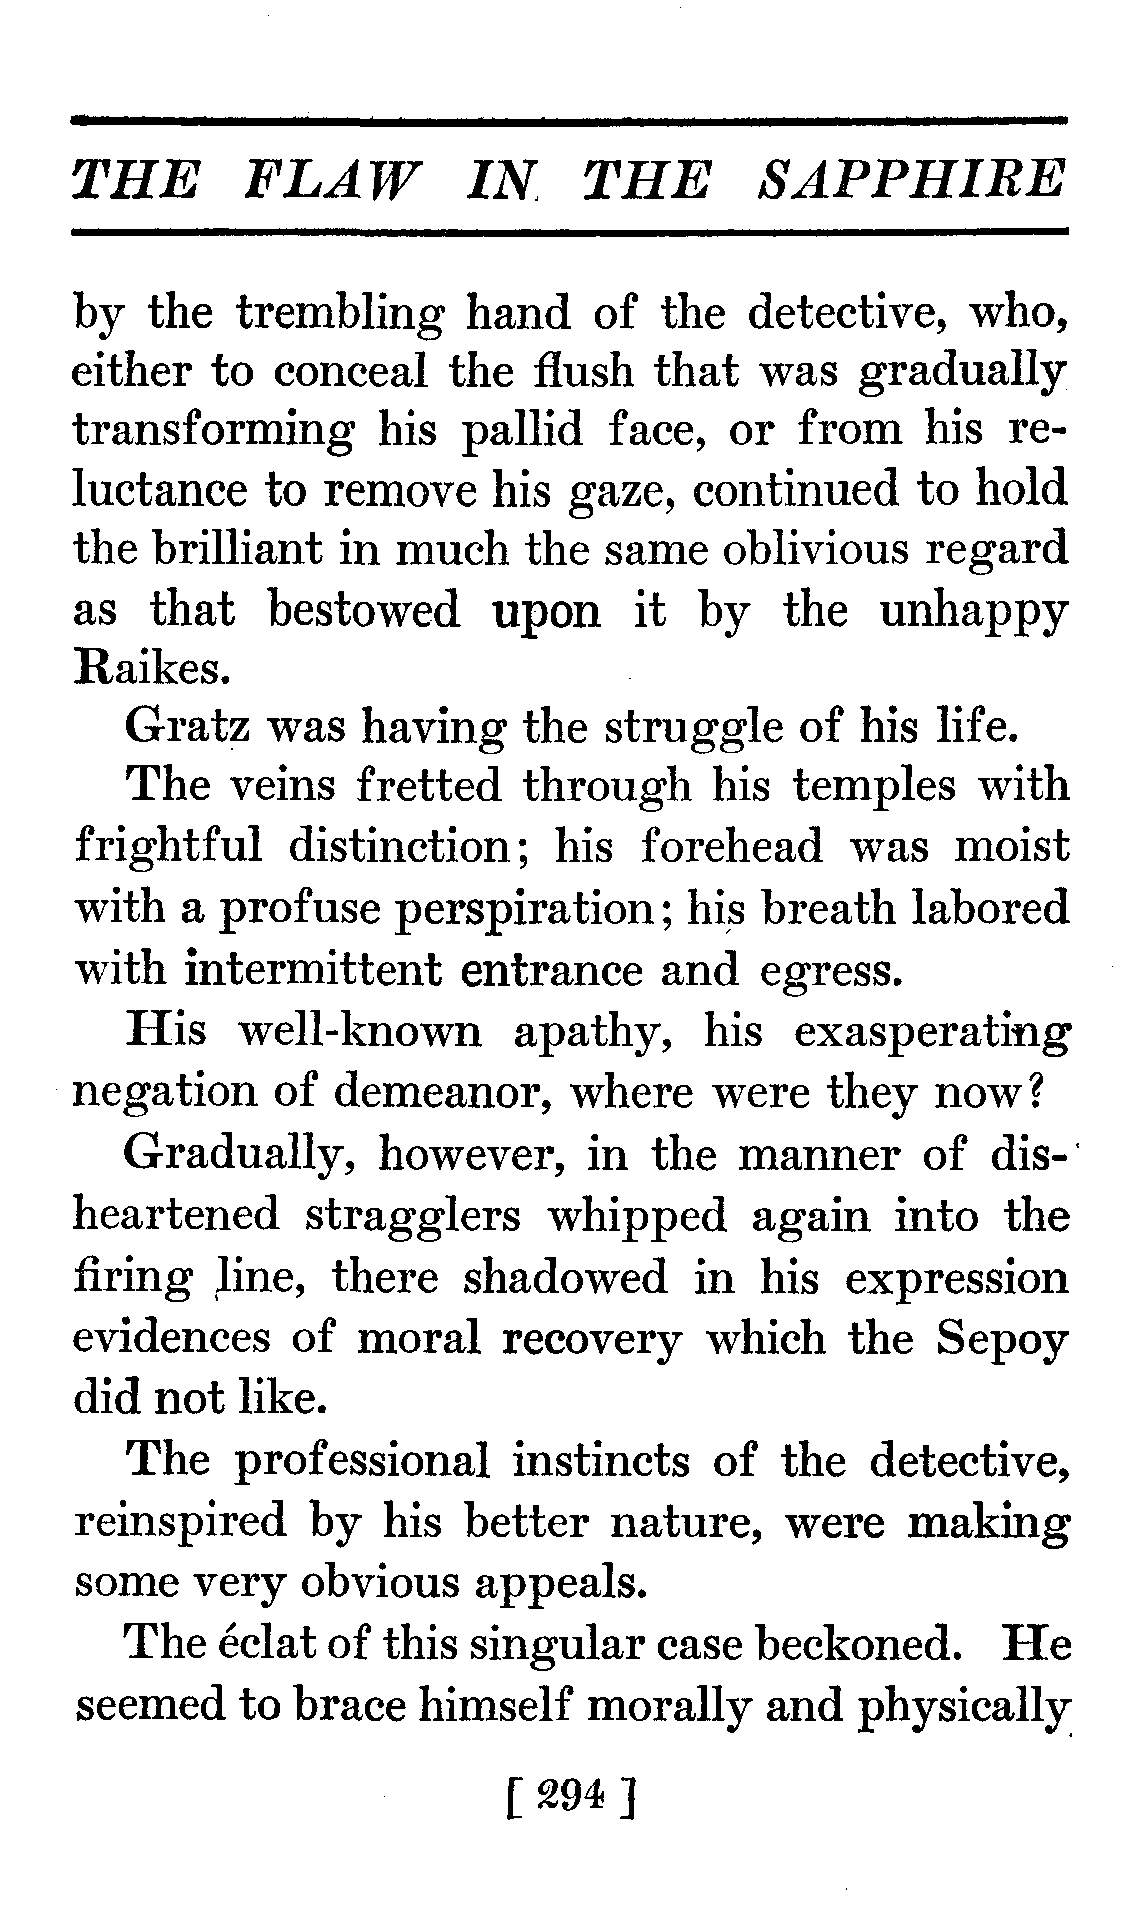 THE FLAW IN THE SAPPHIRE
by the trembling hand of the detective, who,
either to conceal the flush that was gradually
transforming his pallid face, or from his re-
luctance to remove his gaze, continued to hold
the brilliant in much the same oblivious regard
as that bestowed upon it by the unhappy
Raikes.
Gratz was having the struggle of his life.
The veins fretted through his temples with
frightful distinction; his forehead was moist
with a profuse perspiration; his breath labored
with intermittent entrance and egress.
His well-known apathy, his exasperating
negation of demeanor, where were they now?
Gradually, however, in the manner of dis-
heartened stragglers whipped again into the
firing line, there shadowed in his expression
evidences of moral recovery which the Sepoy
did not like.
The professional instincts of the detective,
reinspired by his better nature, were making
some very obvious appeals.
The éclat of this singular case beckoned. He
seemed to brace himself morally and physically
[ 294 ]